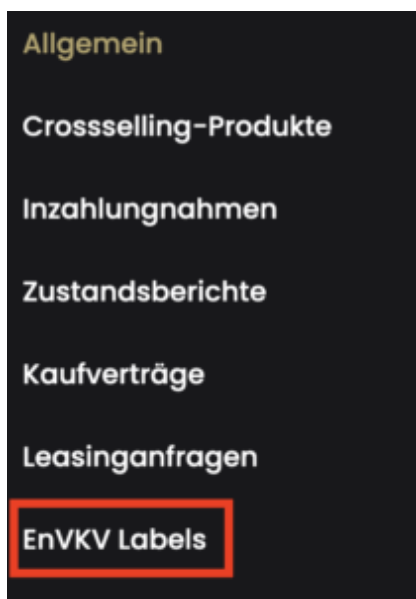 Allgemein
Crossselling-Produkte
Inzahlungnahmen
Zustandsberichte
Kaufverträge
Leasinganfragen
EnVKV Labels